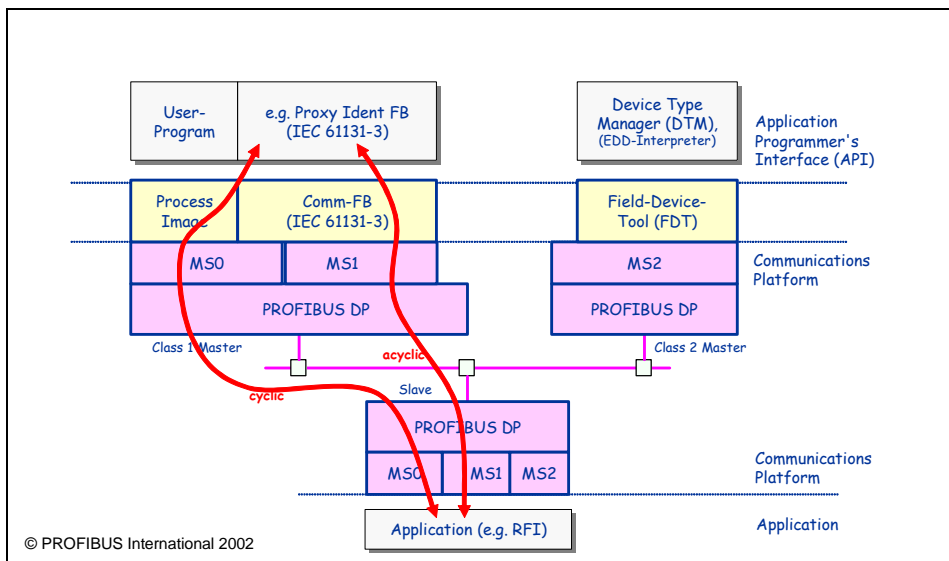 User-
Program
e.g. Proxy Ident FB
(IEC 61131-3)
Device Type
Manager (DTM),
(EDD-Interpreter)
Application
Programmer's
Interface (API)
Process
Image
Comm-FB
(IEC 61131-3)
Field-Device-
Tool (FDT)
MS0
MS1
MS2
Communications
Platform
PROFIBUS DP
PROFIBUS DP
Class 1 Master
Class 2 Master
acyclic
cyclic
Slave
PROFIBUS DP
MS0
MS1
MS2
Communications
Platform
Application (e.g. RFI)
Application
© PROFIBUS International 2002